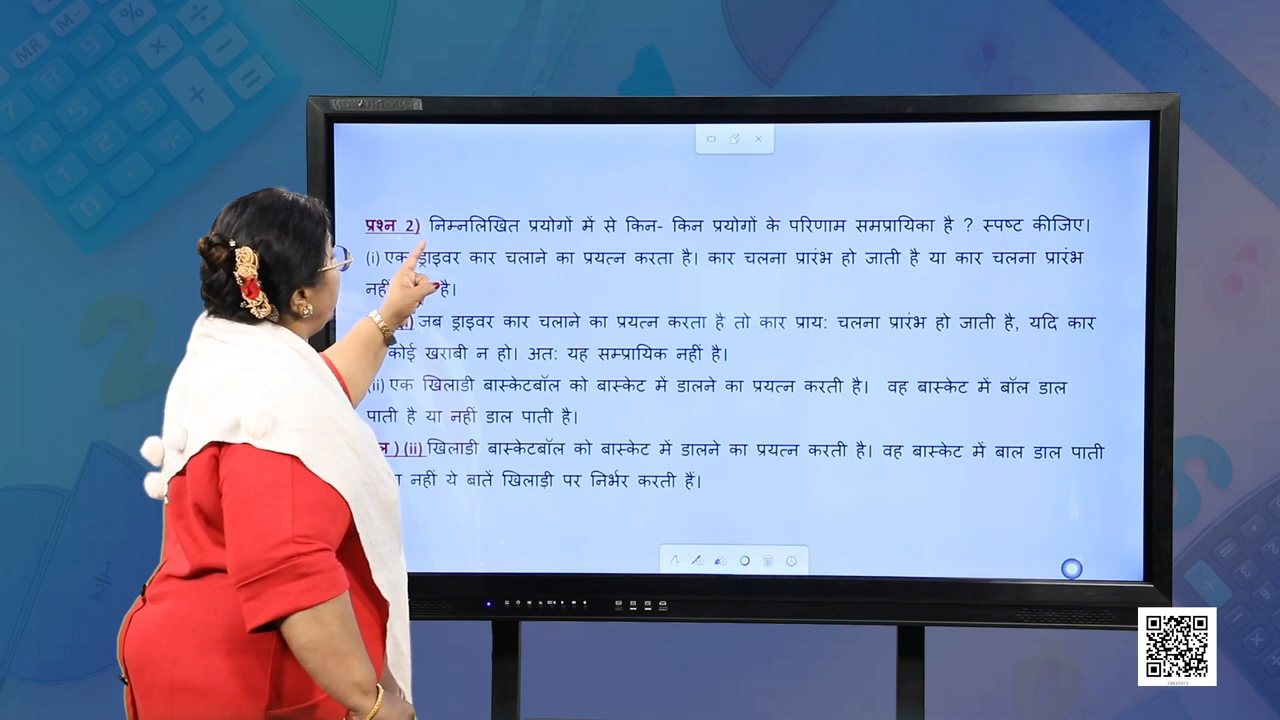 प्रश्न 2) निम्नलिखित प्रयोगों में से किन- किन प्रयोगों के परिणाम समप्रायिका है ? स्पष्ट कीजिए।
(i) एक ड्राइवर कार चलाने का प्रयत्न करता है। कार चलना प्रारंभ हो जाती है या कार चलना प्रारंभ
है।
जब ड्राइवर कार चलाने का प्रयत्न करता है तो कार प्राय: चलना प्रारंभ हो जाती है, यदि कार
कोई खराबी न हो। अत: यह सम्प्रायिक नहीं है।
(ii) एक खिलाडी बास्केटबॉल को बास्केट में डालने का प्रयत्न करती है। वह बास्केट में बॉल डाल
पाती है या नहीं डाल पाती है।
(ii) खिलाडी बास्केटबॉल को बास्केट में डालने का प्रयत्न करती है। वह बास्केट में बाल डाल पाती
नहीं ये बातें खिलाड़ी पर निर्भर करती हैं।